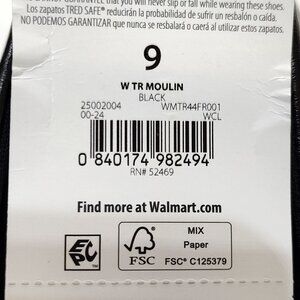 that you will never slip or fall while wearing these shoes.
Los zapatos TRED SAFE® reducirán la probabilidad de sufrir un resbalón o caída.
NO PODEMOS GARANTIZAR que nunca se resbalará o caerá al utilizar estos zapatos.
9
W TR MOULIN
BLACK
25002004 WMTR44FR001
00-24 WCL
0 840174 982494
RN# 52469
Find more at Walmart.com
EPC
FSC
MIX
Paper
FSC® C125379